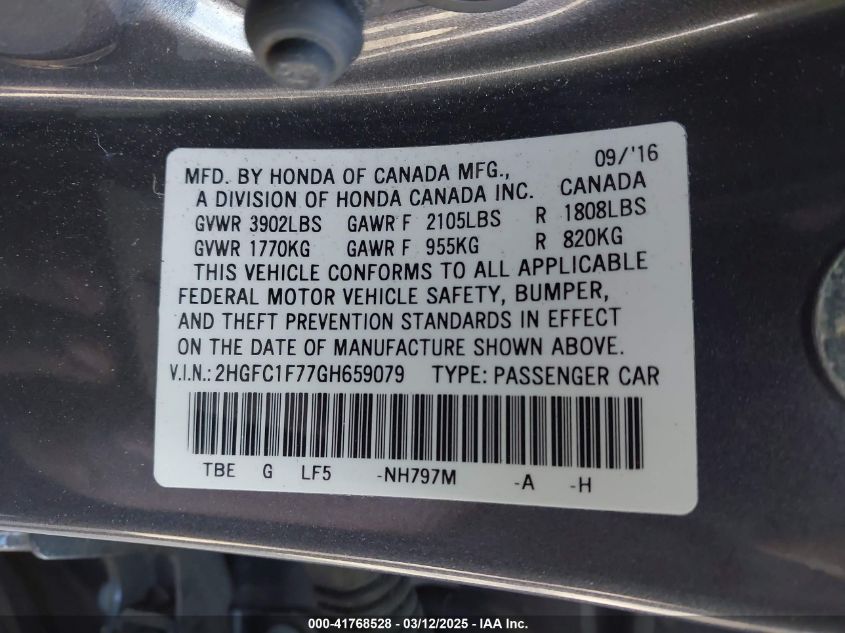 09/'16
MFD. BY HONDA OF CANADA MFG.,
A DIVISION OF HONDA CANADA INC. CANADA
GVWR 3902LBS GAWR F 2105LBS R 1808LBS
GVWR 1770KG GAWR F 955KG R 820KG
THIS VEHICLE CONFORMS TO ALL APPLICABLE
FEDERAL MOTOR VEHICLE SAFETY, BUMPER,
AND THEFT PREVENTION STANDARDS IN EFFECT
ON THE DATE OF MANUFACTURE SHOWN ABOVE.
V.I.N.: 2HGFC1F77GH659079 TYPE: PASSENGER CAR
TBE G LF5 -NH797M -A -H
000-41768528 - 03/12/2025 - IAA Inc.